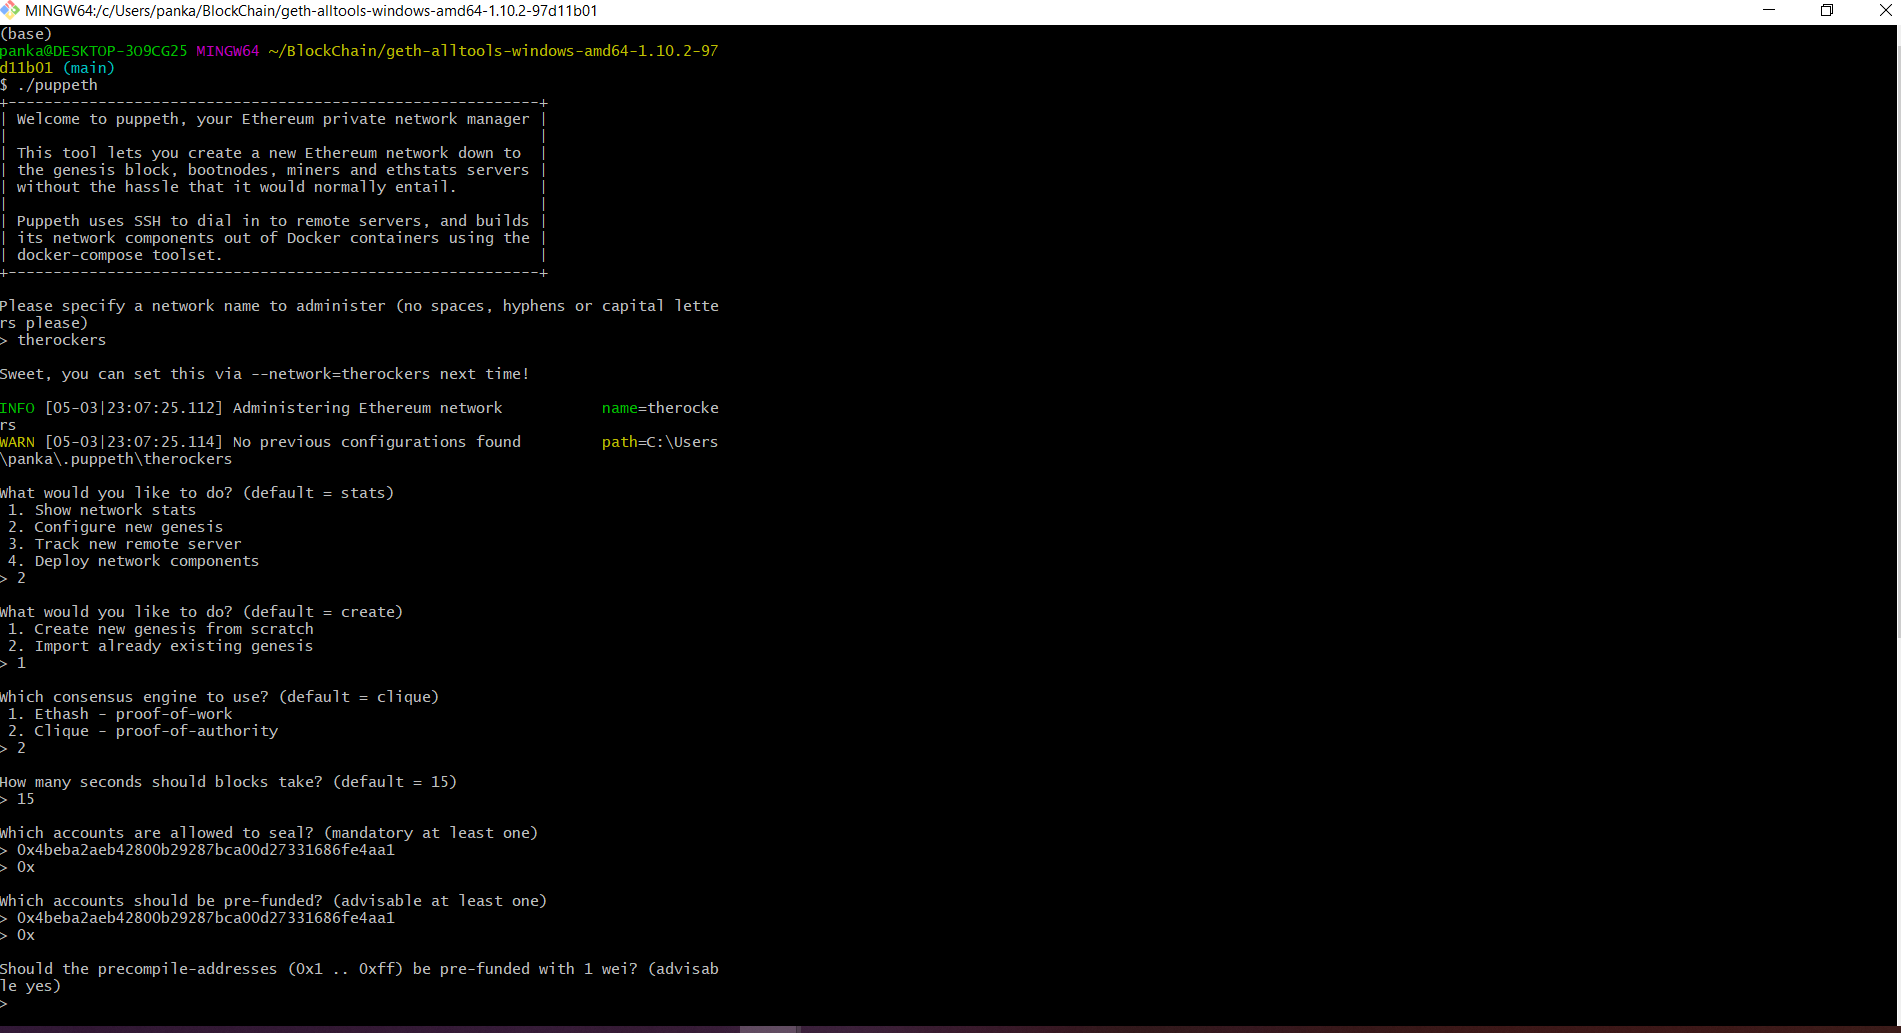 MINGW64:/c/Users/panka/BlockChain/geth-alltools-windows-amd64-1.10.2-97d11b01
(base)
panka@DESKTOP-3O9CG25 MINGW64 ~/BlockChain/geth-alltools-windows-amd64-1.10.2-97
d11b01 (main)
$ ./puppeth
+-----------------------------------------------------------+
| Welcome to puppeth, your Ethereum private network manager |
|                                                           |
| This tool lets you create a new Ethereum network down to  |
| the genesis block, bootnodes, miners and ethstats servers |
| without the hassle that it would normally entail.         |
|                                                           |
| Puppeth uses SSH to dial in to remote servers, and builds |
| its network components out of Docker containers using the |
| docker-compose toolset.                                   |
+-----------------------------------------------------------+
Please specify a network name to administer (no spaces, hyphens or capital lette
rs please)
> therockers
Sweet, you can set this via --network=therockers next time!
INFO [05-03|23:07:25.112] Administering Ethereum network           name=therocke
rs
WARN [05-03|23:07:25.114] No previous configurations found         path=C:\Users
\panka\.puppeth\therockers
What would you like to do? (default = stats)
 1. Show network stats
 2. Configure new genesis
 3. Track new remote server
 4. Deploy network components
> 2
What would you like to do? (default = create)
 1. Create new genesis from scratch
 2. Import already existing genesis
> 1
Which consensus engine to use? (default = clique)
 1. Ethash - proof-of-work
 2. Clique - proof-of-authority
> 2
How many seconds should blocks take? (default = 15)
> 15
Which accounts are allowed to seal? (mandatory at least one)
> 0x4beba2aeb42800b29287bca00d27331686fe4aa1
> 0x
Which accounts should be pre-funded? (advisable at least one)
> 0x4beba2aeb42800b29287bca00d27331686fe4aa1
> 0x
Should the precompile-addresses (0x1 .. 0xff) be pre-funded with 1 wei? (advisab
le yes)
>